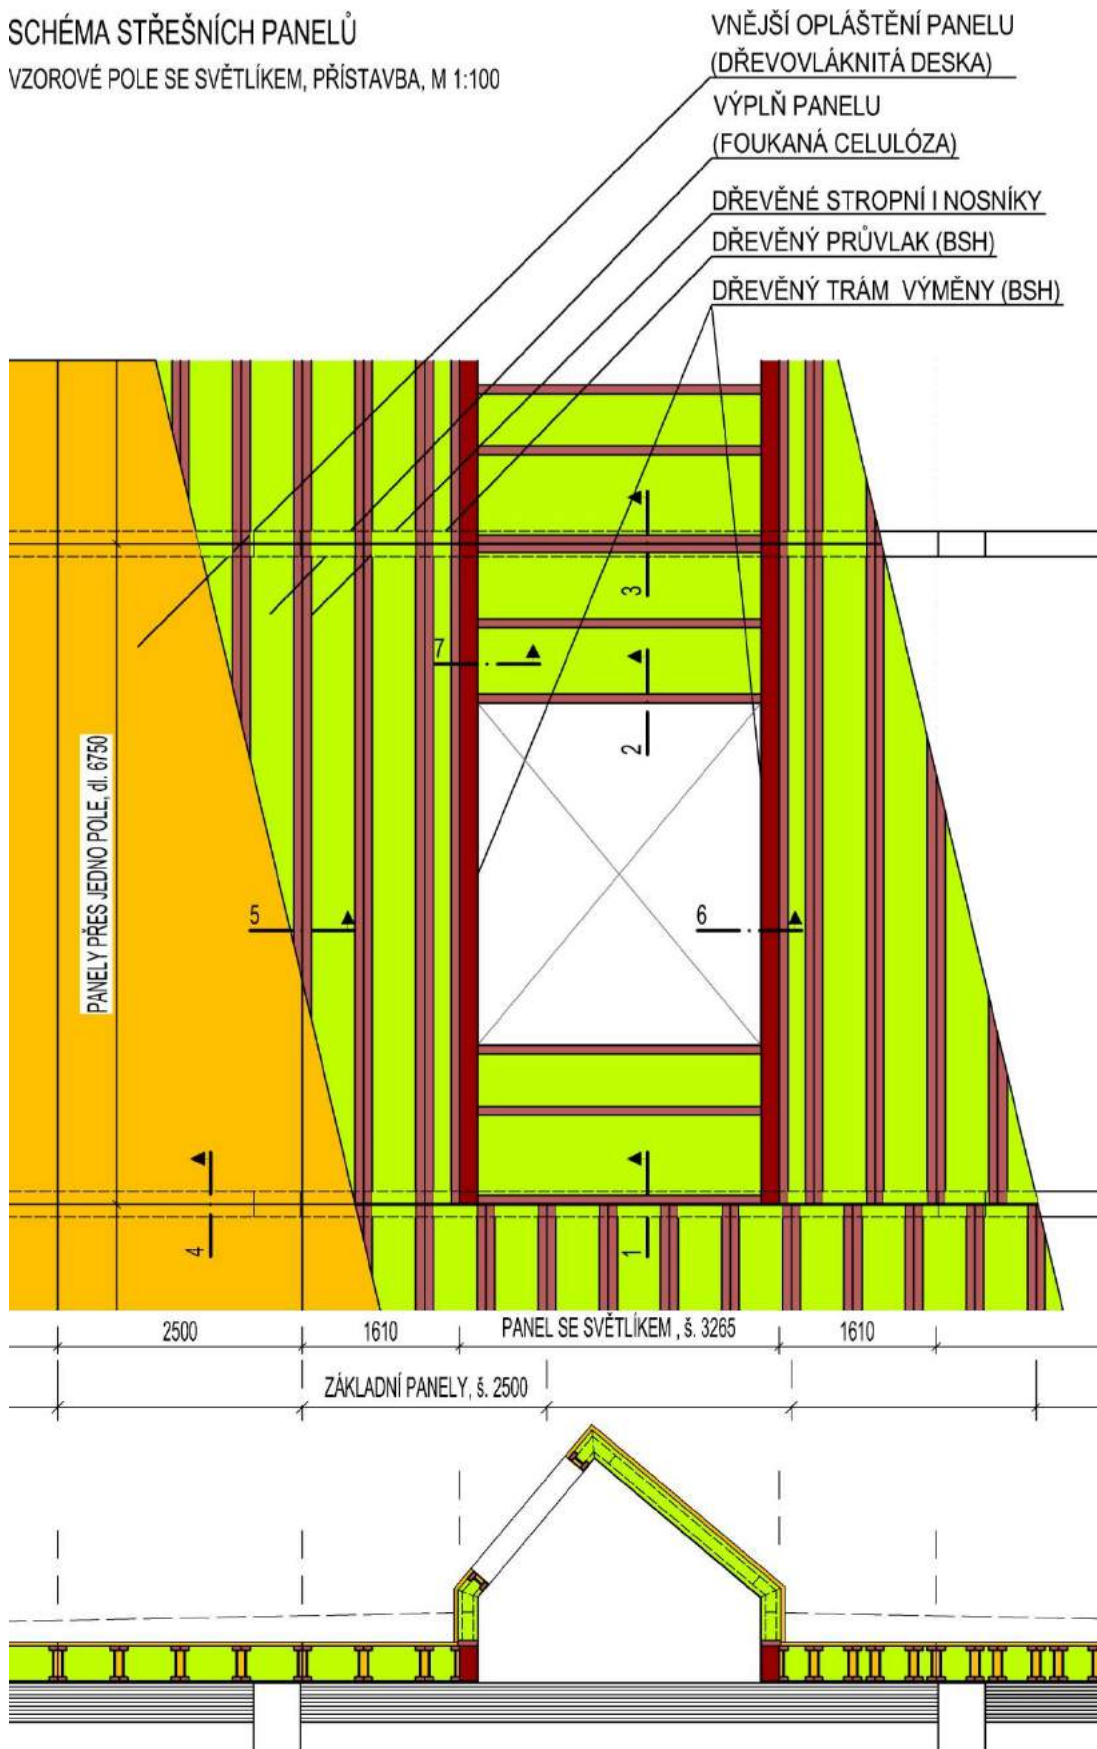 SCHÉMA STŘEŠNÍCH PANELŮ
VZOROVÉ POLE SE SVĚTLÍKEM, PŘÍSTAVBA, M 1:100
VNĚJŠÍ OPLÁŠTĚNÍ PANELU
(DŘEVOVLÁKNITÁ DESKA)
VÝPLŇ PANELU
(FOUKANÁ CELULÓZA)
DŘEVĚNÉ STROPNÍ I NOSNÍKY
DŘEVĚNÝ PRŮVLAK (BSH)
DŘEVĚNÝ TRÁM VÝMĚNY (BSH)
3
7
2
PANELY PŘES JEDNO POLE, dl. 6750
5
6
4
1
2500
1610
PANEL SE SVĚTLÍKEM , š. 3265
1610
ZÁKLADNÍ PANELY, š. 2500